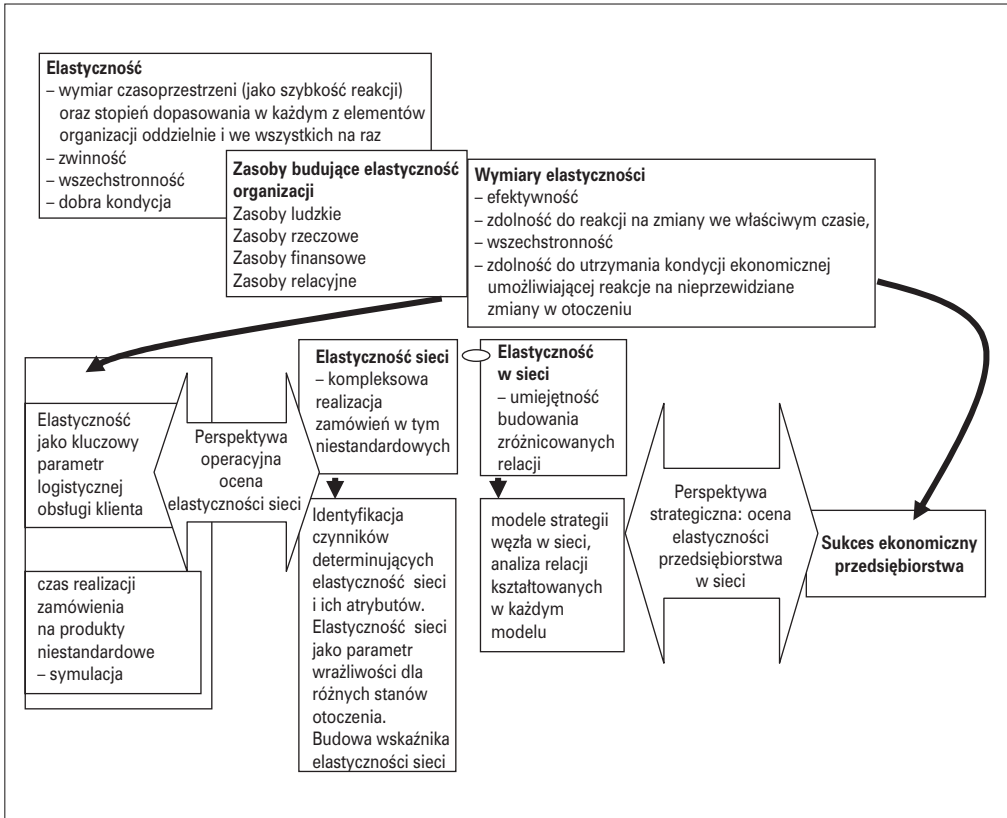 Elastyczność
– wymiar czasoprzestrzeni (jako szybkość reakcji)
oraz stopień dopasowania w każdym z elementów
organizacji oddzielnie i we wszystkich na raz
– zwinność
– wszechstronność
– dobra kondycja
Zasoby budujące elastyczność
organizacji
Zasoby ludzkie
Zasoby rzeczowe
Zasoby finansowe
Zasoby relacyjne
Wymiary elastyczności
– efektywność
– zdolność do reakcji na zmiany we właściwym czasie,
– wszechstronność
– zdolność do utrzymania kondycji ekonomicznej
umożliwiającej reakcje na nieprzewidziane
zmiany w otoczeniu
Elastyczność
jako kluczowy
parametr
logistycznej
obsługi klienta
czas realizacji
zamówienia
na produkty
niestandardowe
– symulacja
Perspektywa
operacyjna
ocena
elastyczności sieci
Elastyczność sieci
– kompleksowa
realizacja
zamówień w tym
niestandardowych
Identyfikacja
czynników
determinujących
elastyczność sieci
i ich atrybutów.
Elastyczność sieci
jako parametr
wrażliwości dla
różnych stanów
otoczenia.
Budowa wskaźnika
elastyczności sieci
Elastyczność
w sieci
– umiejętność
budowania
zróżnicowanych
relacji
modele strategii
węzła w sieci,
analiza relacji
kształtowanych
w każdym
modelu
Perspektywa
strategiczna: ocena
elastyczności
przedsiębiorstwa
w sieci
Sukces ekonomiczny
przedsiębiorstwa